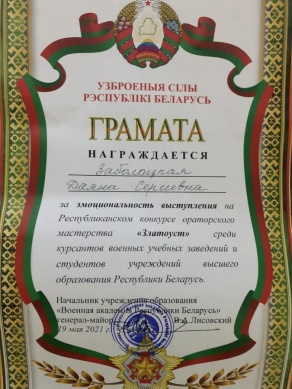 УЗБРОЕНЫЯ СІЛЫ
РЭСПУБЛІКІ БЕЛАРУСЬ
ГРАМАТА
НАГРАЖДАЕТСЯ
Заболоцкая
Даяна Сергеевна
за эмоциональность выступления на
Республиканском конкурсе ораторского
мастерства «Златоуст» среди
курсантов военных учебных заведений и
студентов учреждений высшего
образования Республики Беларусь.
Начальник учреждения образования
«Военная академия Республики Беларусь»
генерал-майор
Лисовский
19 мая 2021 г.